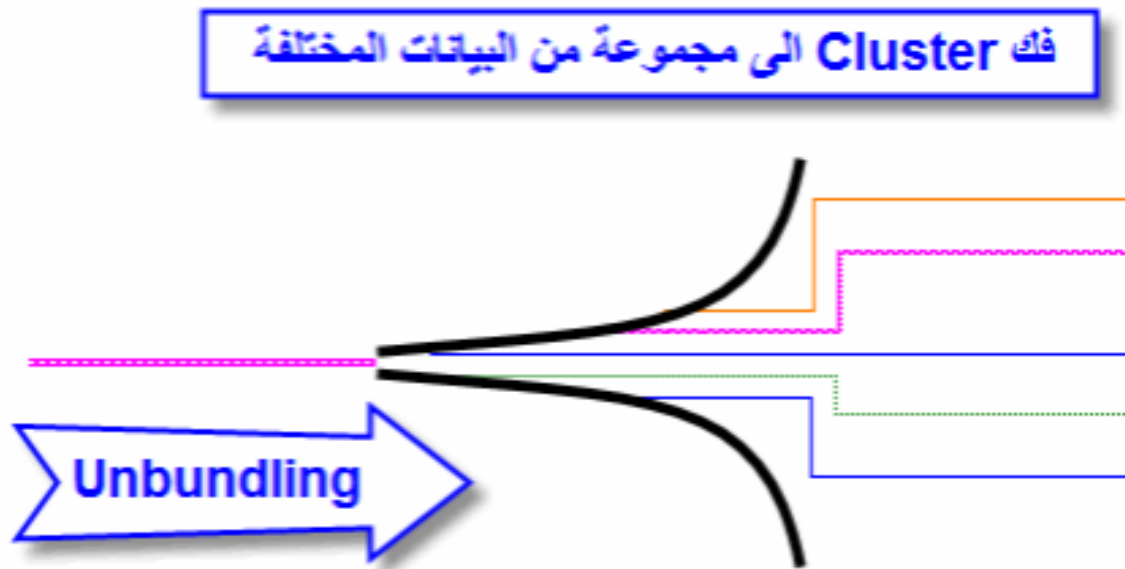 فك Cluster الى مجموعة من البيانات المختلفة
Unbundling